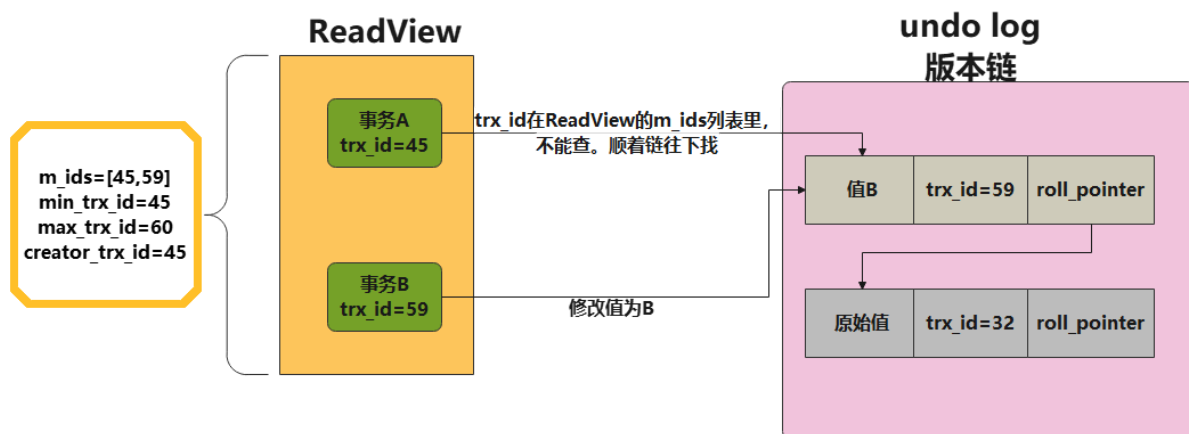 ReadView
undo log
版本链
m_ids=[45,59]
min_trx_id=45
max_trx_id=60
creator_trx_id=45
事务A
trx_id=45
trx_id在ReadView的m_ids列表里，
不能查。顺着链往下找
值B
trx_id=59
roll_pointer
事务B
trx_id=59
修改值为B
原始值
trx_id=32
roll_pointer